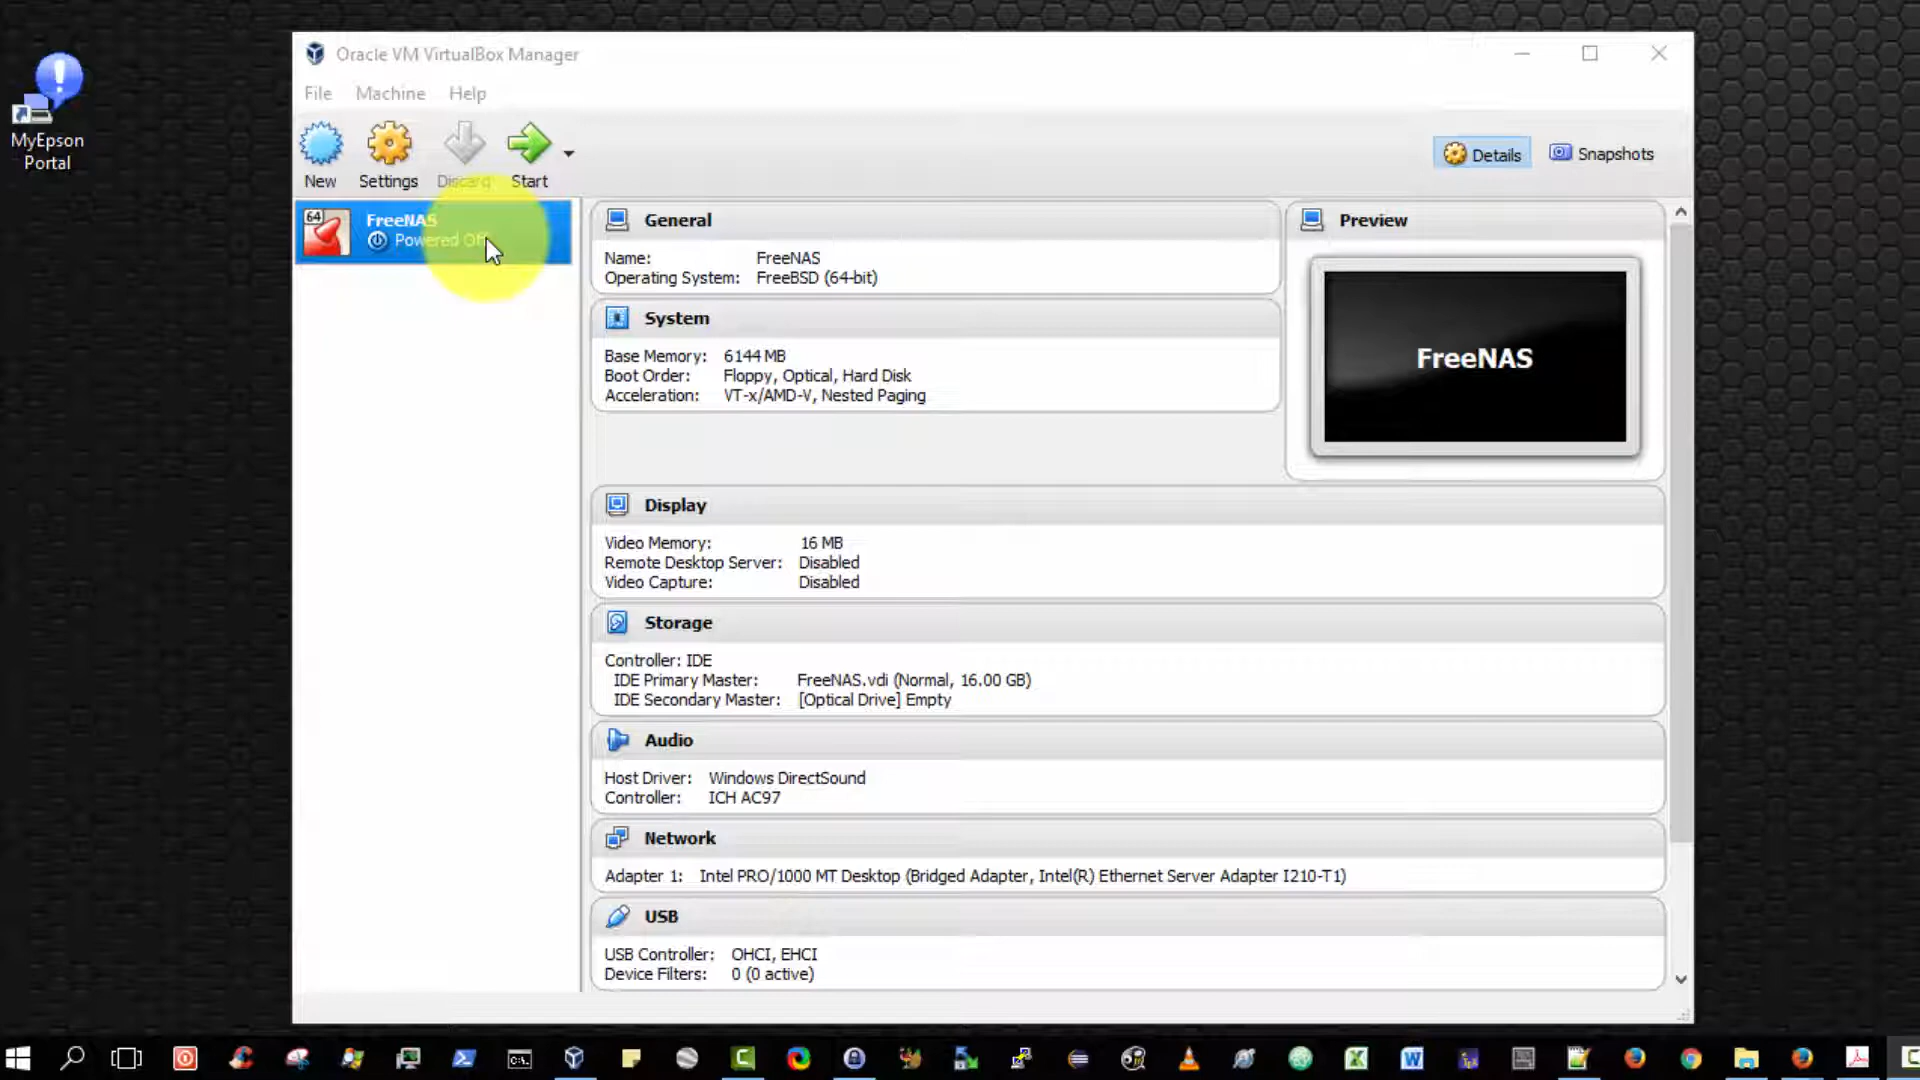 MyEpson
Portal
Oracle VM VirtualBox Manager
File Machine Help
New Settings Discard Start
Details Snapshots
64 FreeNAS
Powered Off
General
Name: FreeNAS
Operating System: FreeBSD (64-bit)
System
Base Memory: 6144 MB
Boot Order: Floppy, Optical, Hard Disk
Acceleration: VT-x/AMD-V, Nested Paging
Preview
FreeNAS
Display
Video Memory: 16 MB
Remote Desktop Server: Disabled
Video Capture: Disabled
Storage
Controller: IDE
IDE Primary Master: FreeNAS.vdi (Normal, 16.00 GB)
IDE Secondary Master: [Optical Drive] Empty
Audio
Host Driver: Windows DirectSound
Controller: ICH AC97
Network
Adapter 1: Intel PRO/1000 MT Desktop (Bridged Adapter, Intel(R) Ethernet Server Adapter I210-T1)
USB
USB Controller: OHCI, EHCI
Device Filters: 0 (0 active)